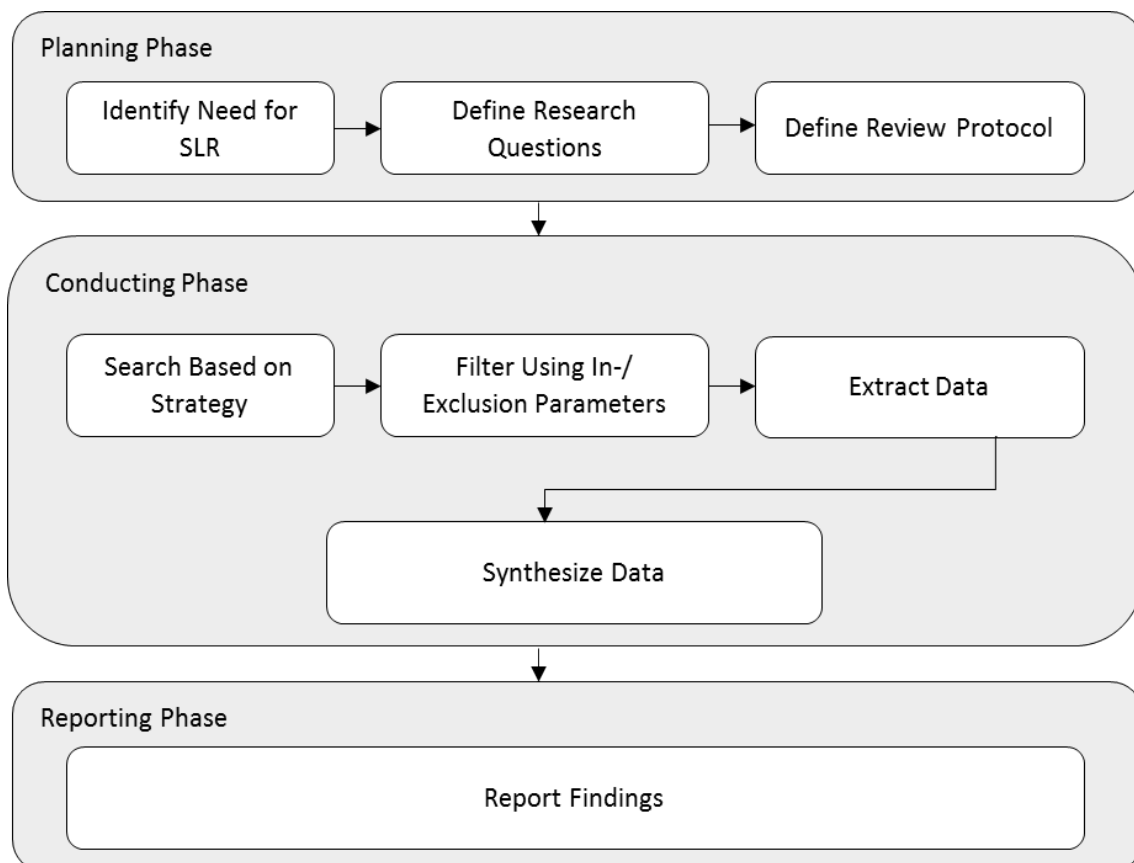 Planning Phase
Identify Need for
SLR
Define Research
Questions
Define Review Protocol
Conducting Phase
Search Based on
Strategy
Filter Using In-/
Exclusion Parameters
Extract Data
Synthesize Data
Reporting Phase
Report Findings